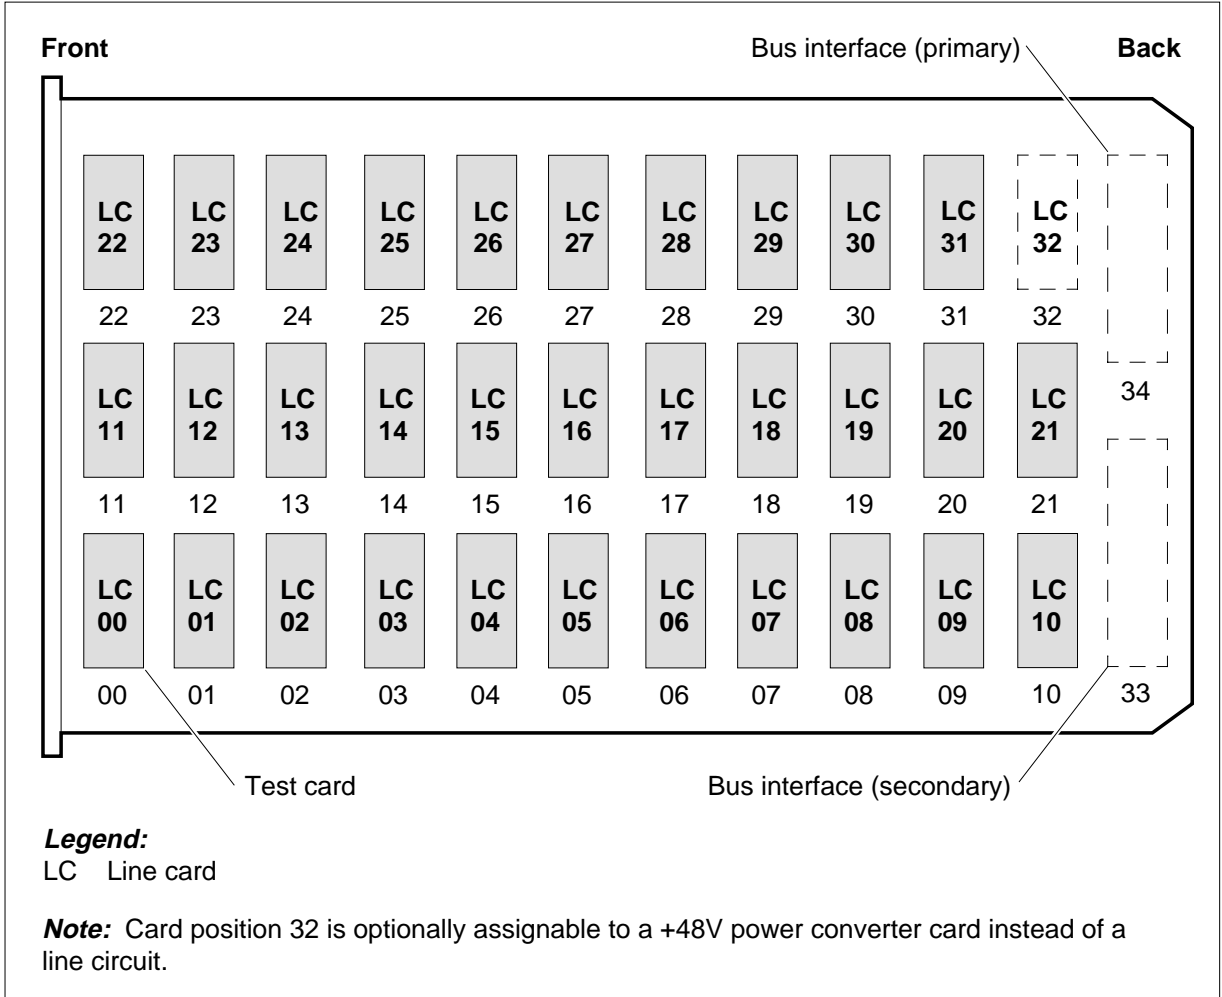 Front
Bus interface (primary)
Back
LC 22
LC 23
LC 24
LC 25
LC 26
LC 27
LC 28
LC 29
LC 30
LC 31
LC 32
22 23 24 25 26 27 28 29 30 31 32
34
LC 11
LC 12
LC 13
LC 14
LC 15
LC 16
LC 17
LC 18
LC 19
LC 20
LC 21
11 12 13 14 15 16 17 18 19 20 21
LC 00
LC 01
LC 02
LC 03
LC 04
LC 05
LC 06
LC 07
LC 08
LC 09
LC 10
00 01 02 03 04 05 06 07 08 09 10 33
Test card
Bus interface (secondary)
Legend:
LC Line card
Note: Card position 32 is optionally assignable to a +48V power converter card instead of a
line circuit.